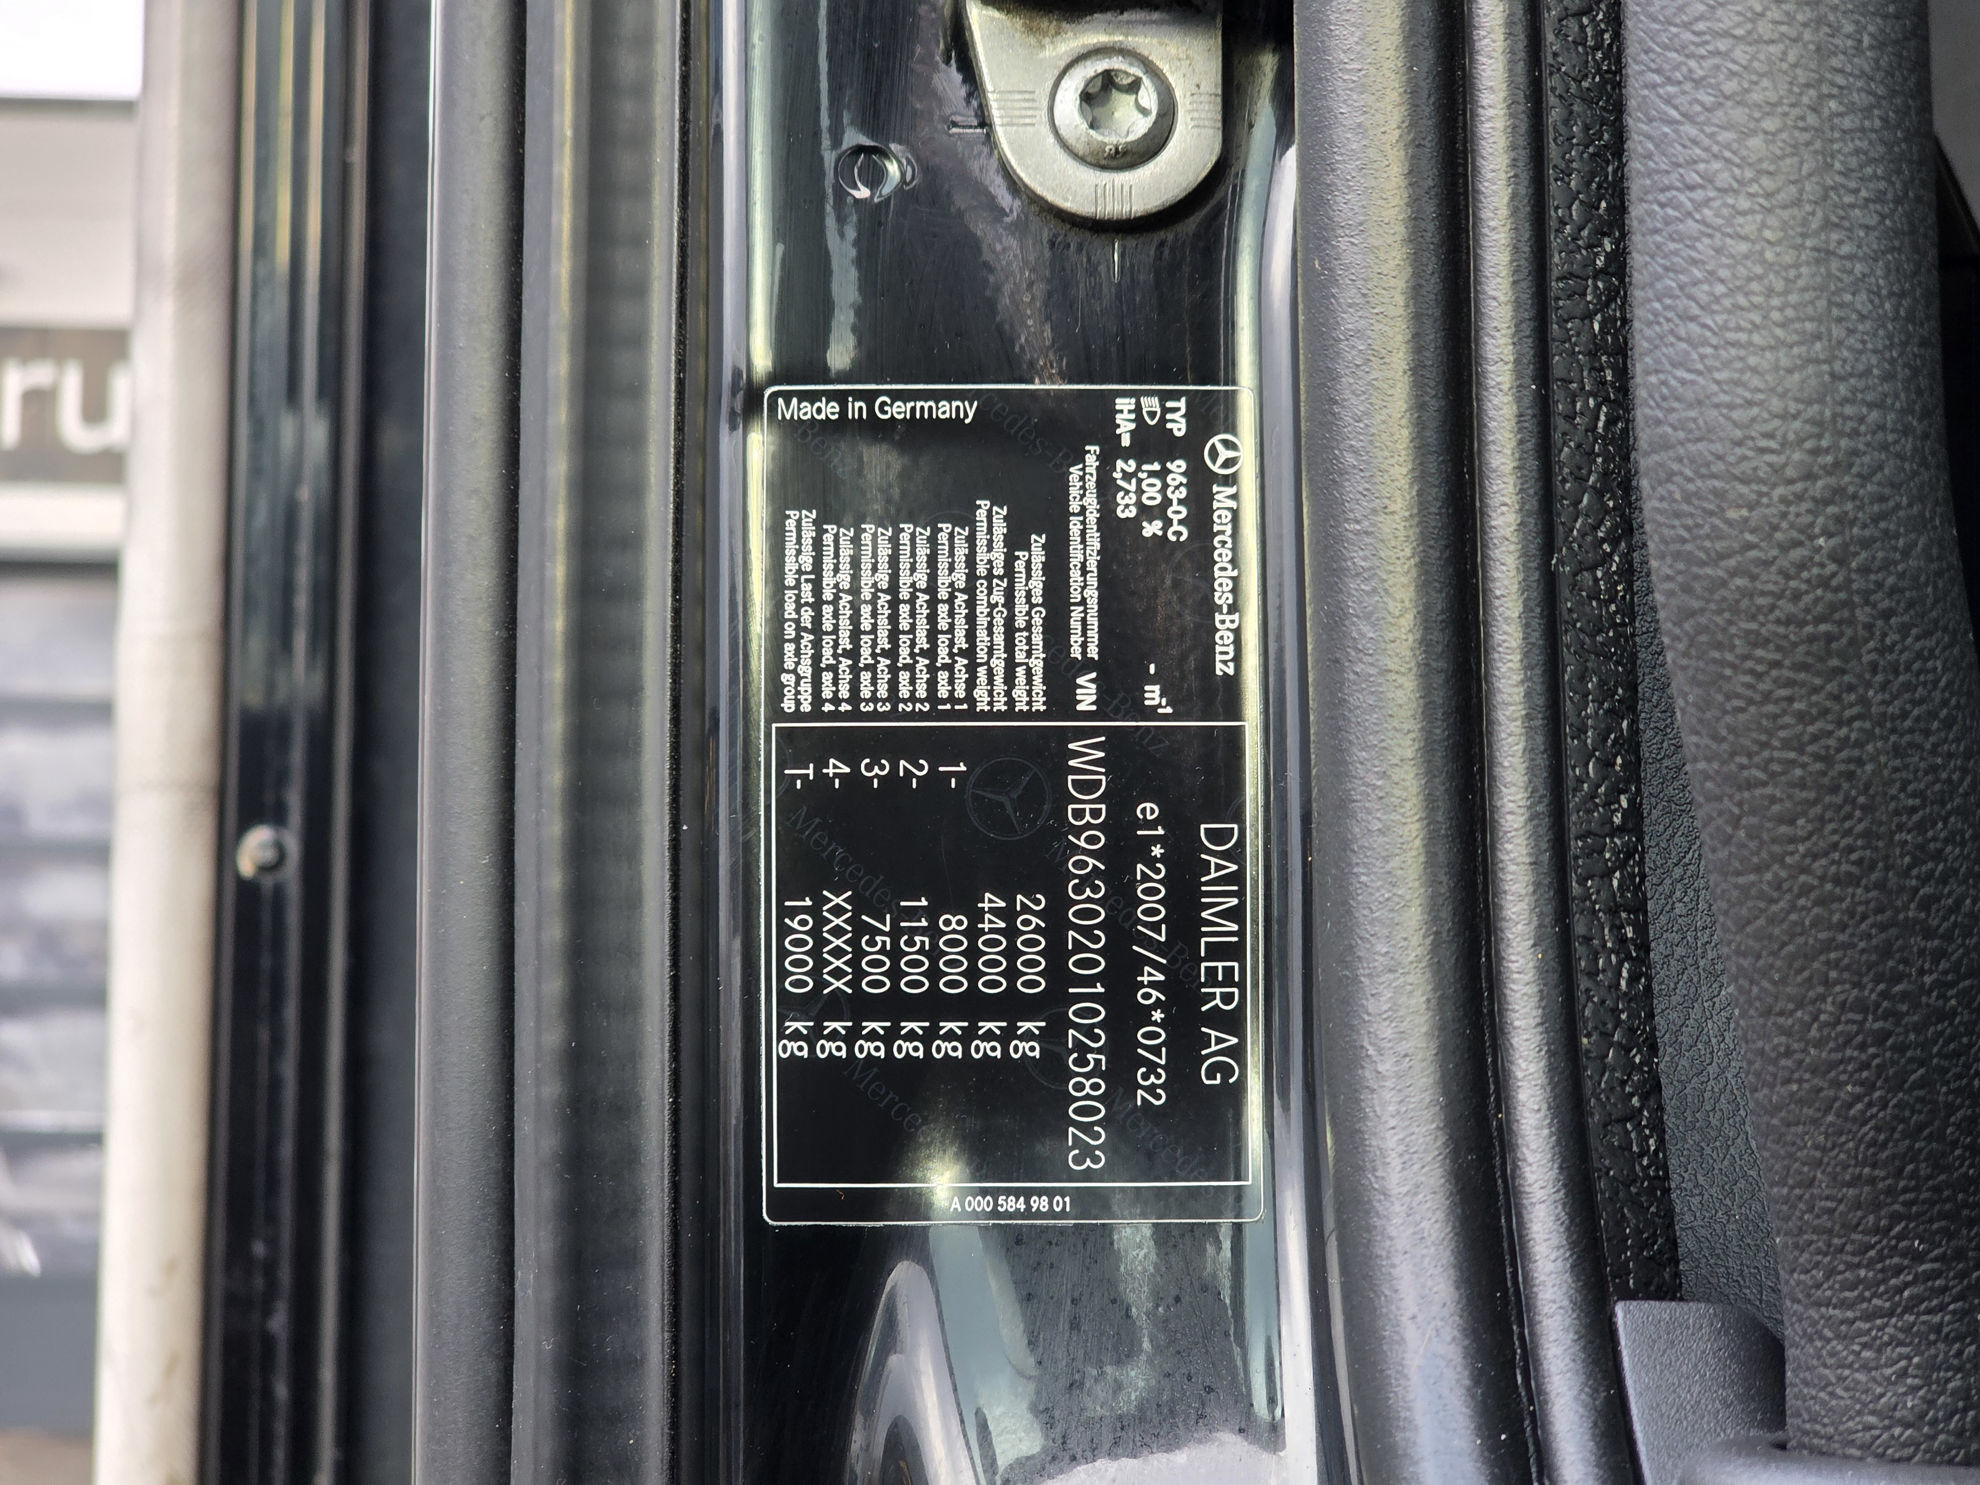 ru
Made in Germany
Mercedes-Benz
TYP 963-0-C
1,00 % - m⁻¹
iHA= 2,733
Fahrzeugidentifizierungsnummer
Vehicle Identification Number VIN
Zulässiges Gesamtgewicht
Permissible total weight
Zulässiges Zug-Gesamtgewicht
Permissible combination weight
Zulässige Achslast, Achse 1
Permissible axle load, axle 1
Zulässige Achslast, Achse 2
Permissible axle load, axle 2
Zulässige Achslast, Achse 3
Permissible axle load, axle 3
Zulässige Achslast, Achse 4
Permissible axle load, axle 4
Zulässige Last der Achsgruppe
Permissible load on axle group
DAIMLER AG
e1*2007/46*0732
WDB96302010258023
26000 kg
44000 kg
1- 8000 kg
2- 11500 kg
3- 7500 kg
4- XXXXX kg
T- 19000 kg
A 000 584 98 01